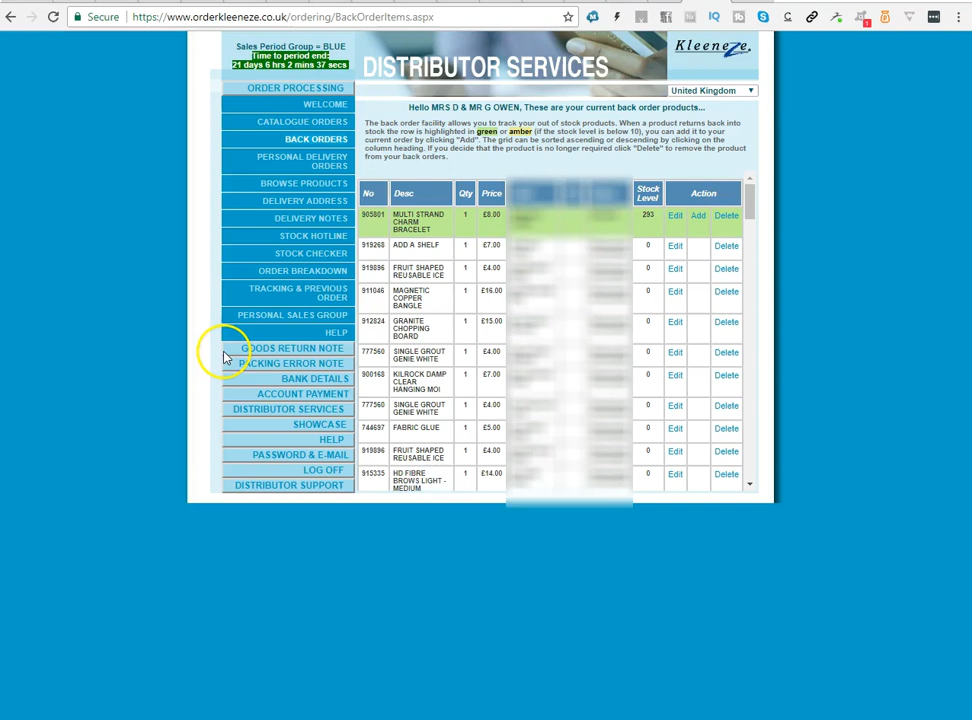 Secure
https://www.orderkleeneze.co.uk/ordering/BackOrderItems.aspx
Sales Period Group = BLUE
Time to period end:
21 days 6 hrs 2 mins 37 secs
DISTRIBUTOR SERVICES
Kleeneze.
United Kingdom
ORDER PROCESSING
WELCOME
CATALOGUE ORDERS
BACK ORDERS
PERSONAL DELIVERY
ORDERS
BROWSE PRODUCTS
DELIVERY ADDRESS
DELIVERY NOTES
STOCK HOTLINE
STOCK CHECKER
ORDER BREAKDOWN
TRACKING & PREVIOUS
ORDER
PERSONAL SALES GROUP
HELP
GOODS RETURN NOTE
PACKING ERROR NOTE
BANK DETAILS
ACCOUNT PAYMENT
DISTRIBUTOR SERVICES
SHOWCASE
HELP
PASSWORD & E-MAIL
LOG OFF
DISTRIBUTOR SUPPORT
Hello MRS D & MR G OWEN, These are your current back order products...
The back order facility allows you to track your out of stock products. When a product returns back into
stock the row is highlighted in green or amber (if the stock level is below 10), you can add it to your
current order by clicking "Add". The grid can be sorted ascending or descending by clicking on the
column heading. If you decide that the product is no longer required click "Delete" to remove the product
from your back orders.
No Desc Qty Price Stock Level Action
905801 MULTI STRAND CHARM BRACELET 1 £8.00 293 Edit Add Delete
919268 ADD A SHELF 1 £7.00 0 Edit Delete
919896 FRUIT SHAPED REUSABLE ICE 1 £4.00 0 Edit Delete
911046 MAGNETIC COPPER BANGLE 1 £16.00 0 Edit Delete
912824 GRANITE CHOPPING BOARD 1 £15.00 0 Edit Delete
777560 SINGLE GROUT GENIE WHITE 1 £4.00 0 Edit Delete
900168 KILROCK DAMP CLEAR HANGING MOI 1 £7.00 0 Edit Delete
777560 SINGLE GROUT GENIE WHITE 1 £4.00 0 Edit Delete
744697 FABRIC GLUE 1 £5.00 0 Edit Delete
919896 FRUIT SHAPED REUSABLE ICE 1 £4.00 0 Edit Delete
915335 HD FIBRE BROWS LIGHT - MEDIUM 1 £14.00 0 Edit Delete